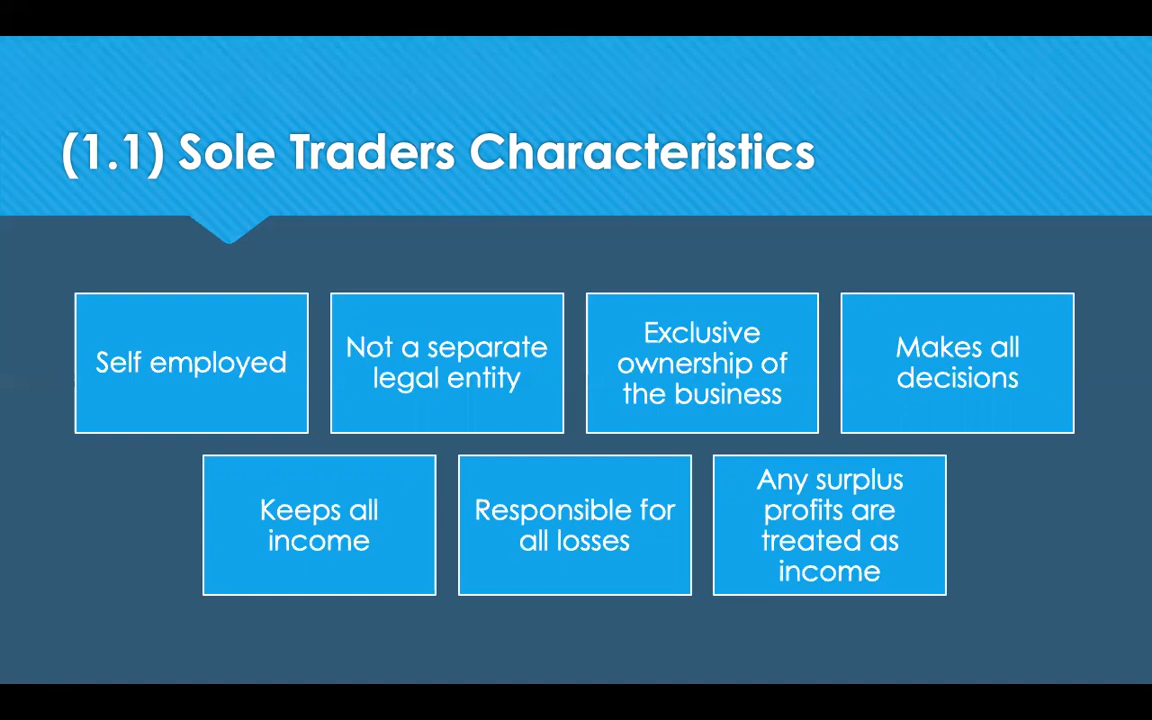 (1.1) Sole Traders Characteristics
Self employed
Not a separate
legal entity
Exclusive
ownership of
the business
Makes all
decisions
Keeps all
income
Responsible for
all losses
Any surplus
profits are
treated as
income